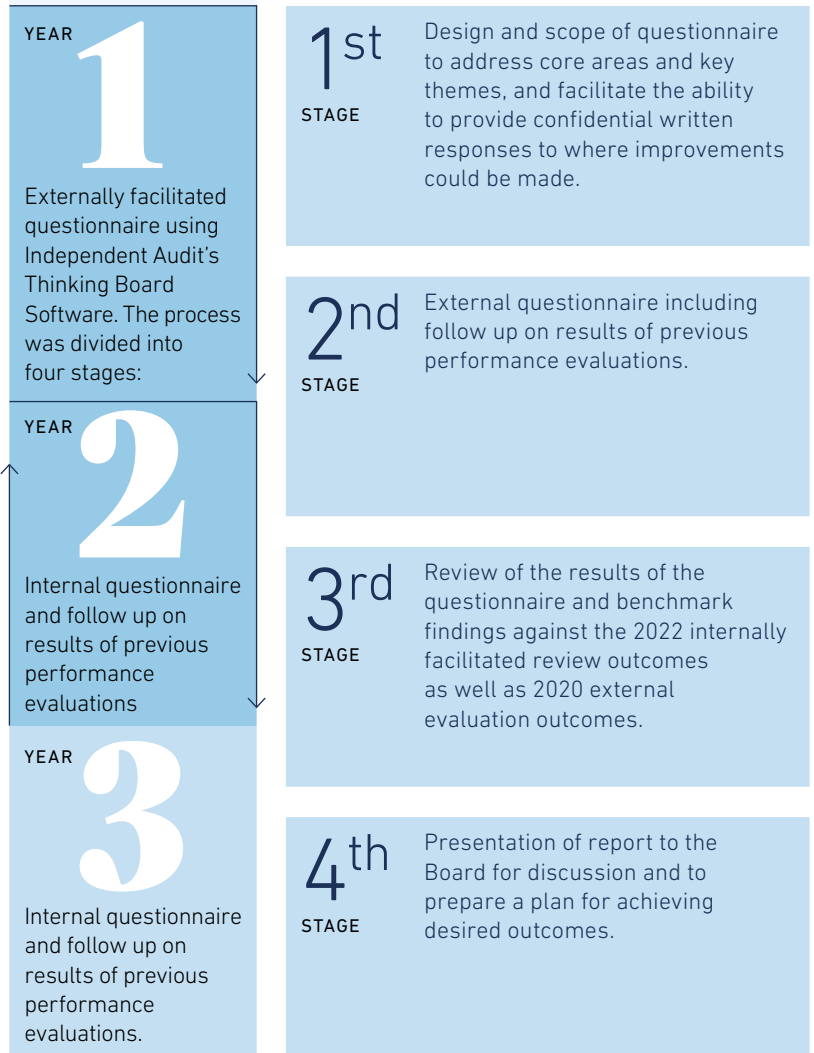 YEAR
1
Externally facilitated
questionnaire using
Independent Audit’s
Thinking Board
Software. The process
was divided into
four stages:
YEAR
2
Internal questionnaire
and follow up on
results of previous
performance
evaluations
YEAR
3
Internal questionnaire
and follow up on
results of previous
performance
evaluations.
1st
STAGE
Design and scope of questionnaire
to address core areas and key
themes, and facilitate the ability
to provide confidential written
responses to where improvements
could be made.
2nd
STAGE
External questionnaire including
follow up on results of previous
performance evaluations.
3rd
STAGE
Review of the results of the
questionnaire and benchmark
findings against the 2022 internally
facilitated review outcomes
as well as 2020 external
evaluation outcomes.
4th
STAGE
Presentation of report to the
Board for discussion and to
prepare a plan for achieving
desired outcomes.